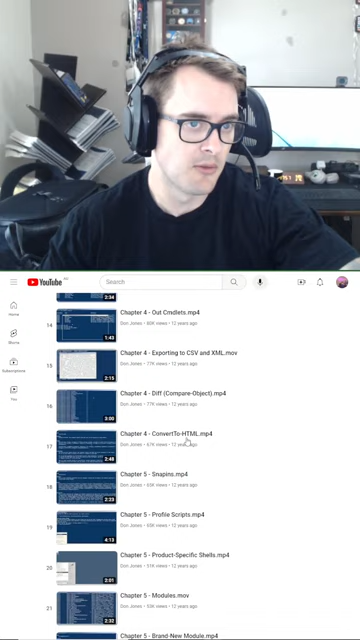 YouTube
Search
Home
2:34
14
Chapter 4 - Out Cmdlets.mp4
Don Jones • 80K views • 12 years ago
1:43
Subscriptions
15
Chapter 4 - Exporting to CSV and XML.mov
Don Jones • 77K views • 12 years ago
2:15
You
16
Chapter 4 - Diff (Compare-Object).mp4
Don Jones • 77K views • 12 years ago
3:00
17
Chapter 4 - ConvertTo-HTML.mp4
Don Jones • 67K views • 12 years ago
2:48
18
Chapter 5 - Snapins.mp4
Don Jones • 65K views • 12 years ago
2:23
19
Chapter 5 - Profile Scripts.mp4
Don Jones • 60K views • 12 years ago
4:13
20
Chapter 5 - Product-Specific Shells.mp4
Don Jones • 51K views • 12 years ago
2:01
21
Chapter 5 - Modules.mov
Don Jones • 53K views • 12 years ago
2:32
Chapter 5 - Brand-New Module.mp4